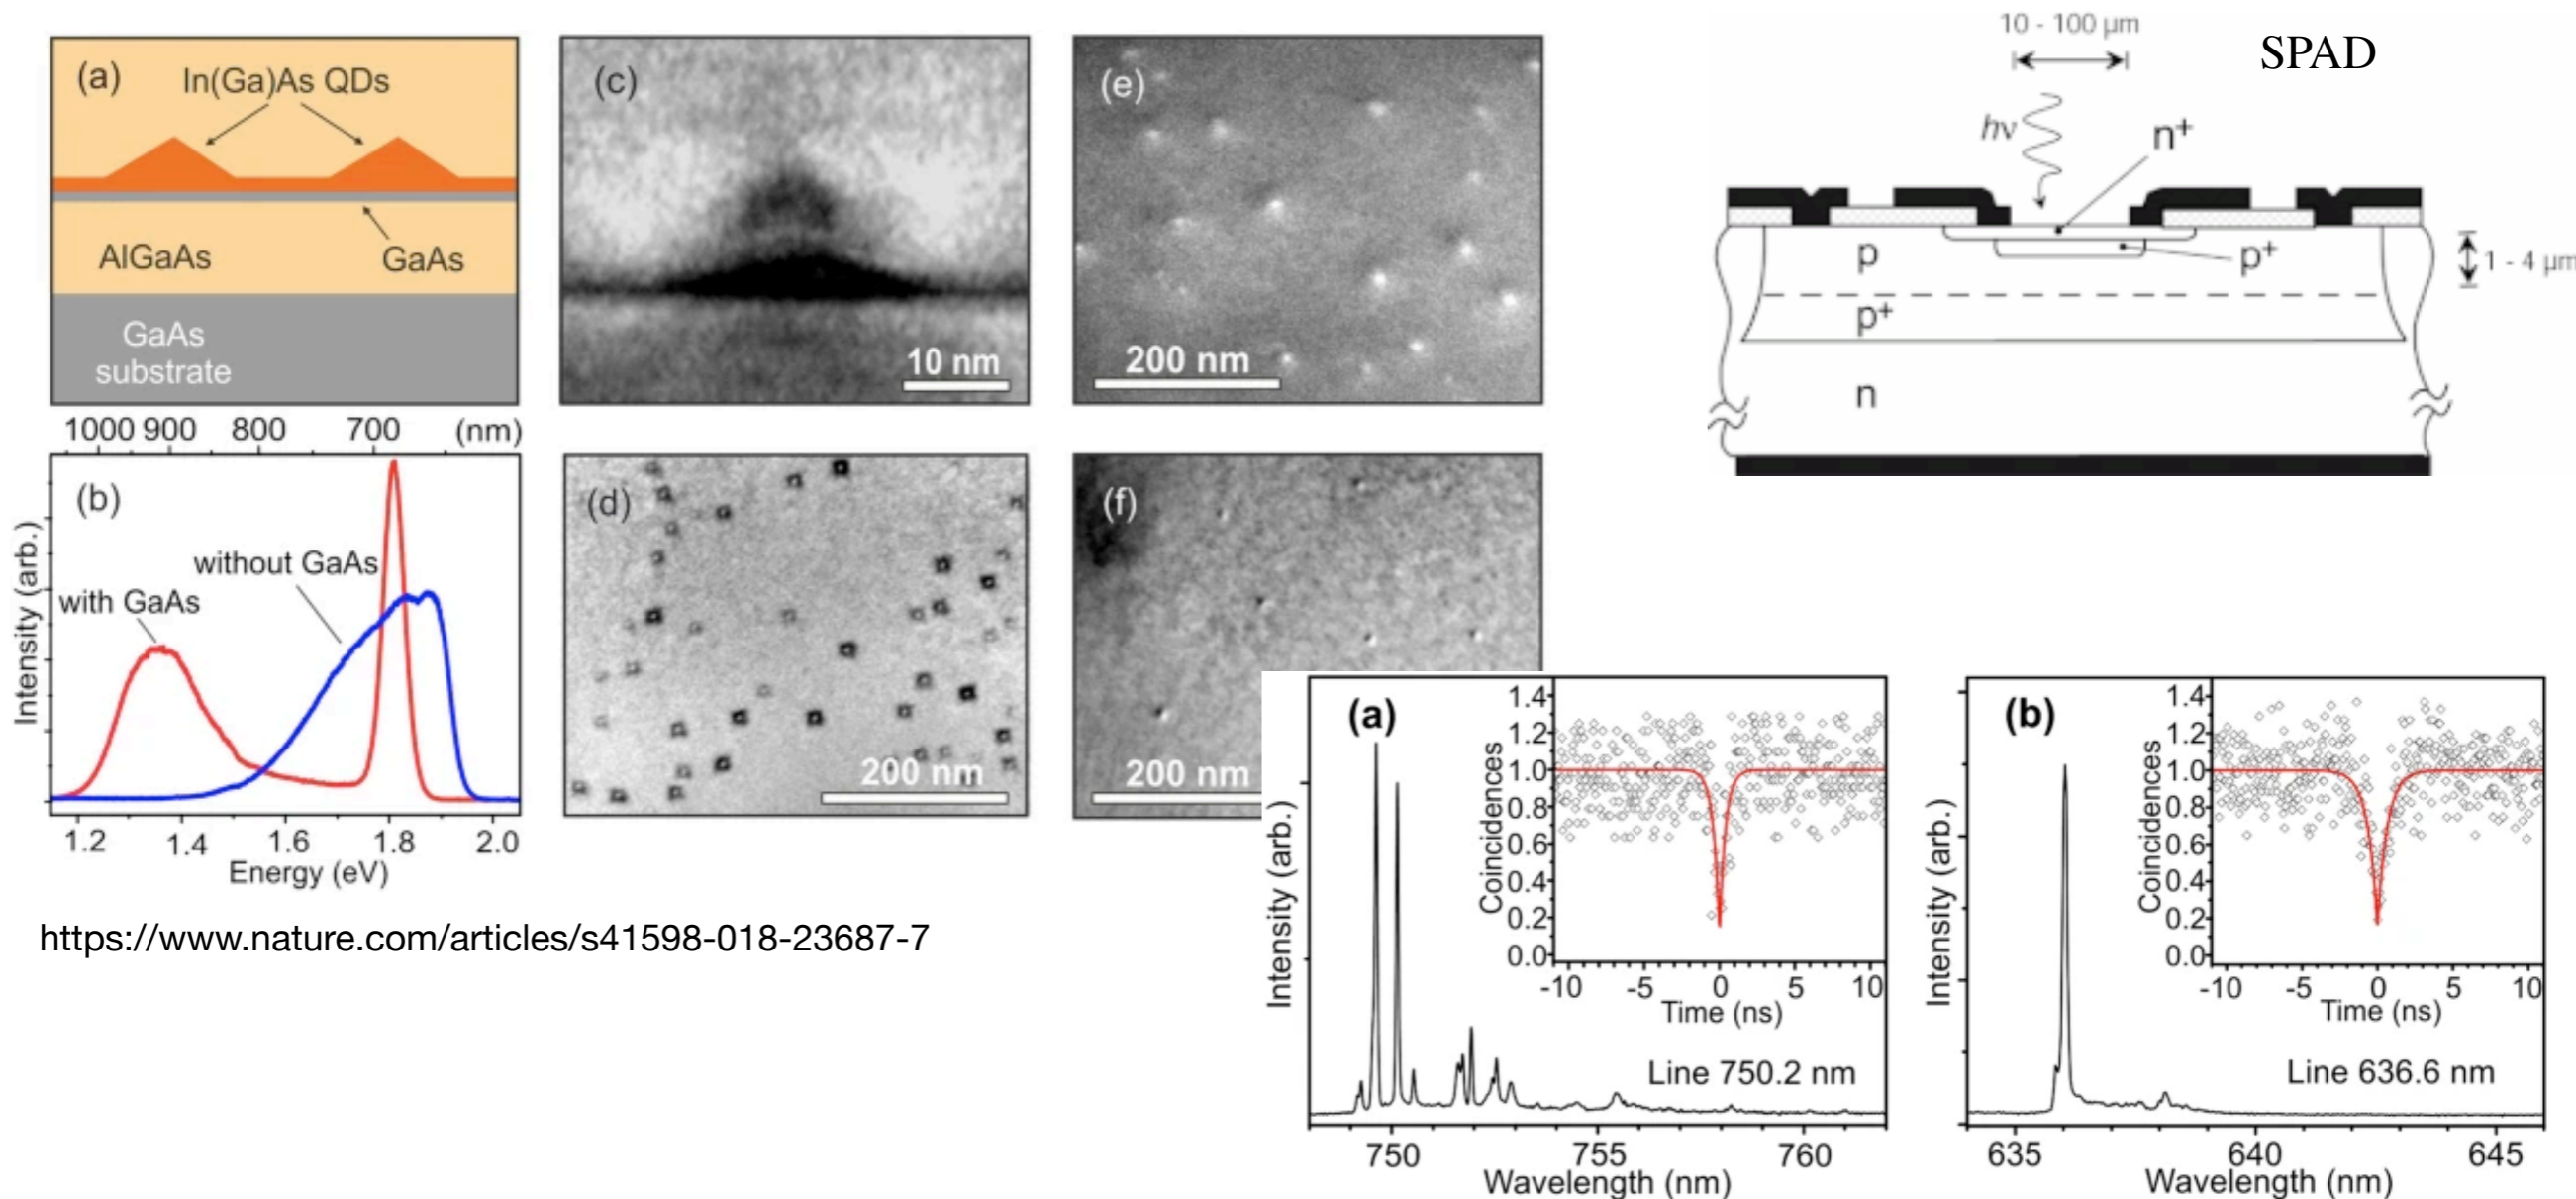 (a)
In(Ga)As QDs
AlGaAs
GaAs
GaAs
substrate
(c)
10 nm
(e)
200 nm
10 - 100 µm
SPAD
hν
n⁺
p
p⁺
1 - 4 µm
p⁺
n
1000 900 800 700 (nm)
(b)
without GaAs
with GaAs
Intensity (arb.)
1.2 1.4 1.6 1.8 2.0
Energy (eV)
(d)
200 nm
(f)
200 nm
https://www.nature.com/articles/s41598-018-23687-7
(a)
Intensity (arb.)
Coincidences
1.4
1.2
1.0
0.8
0.6
0.4
0.2
0.0
-10 -5 0 5 10
Time (ns)
Line 750.2 nm
750 755 760
Wavelength (nm)
(b)
Intensity (arb.)
Coincidences
1.4
1.2
1.0
0.8
0.6
0.4
0.2
0.0
-10 -5 0 5 10
Time (ns)
Line 636.6 nm
635 640 645
Wavelength (nm)